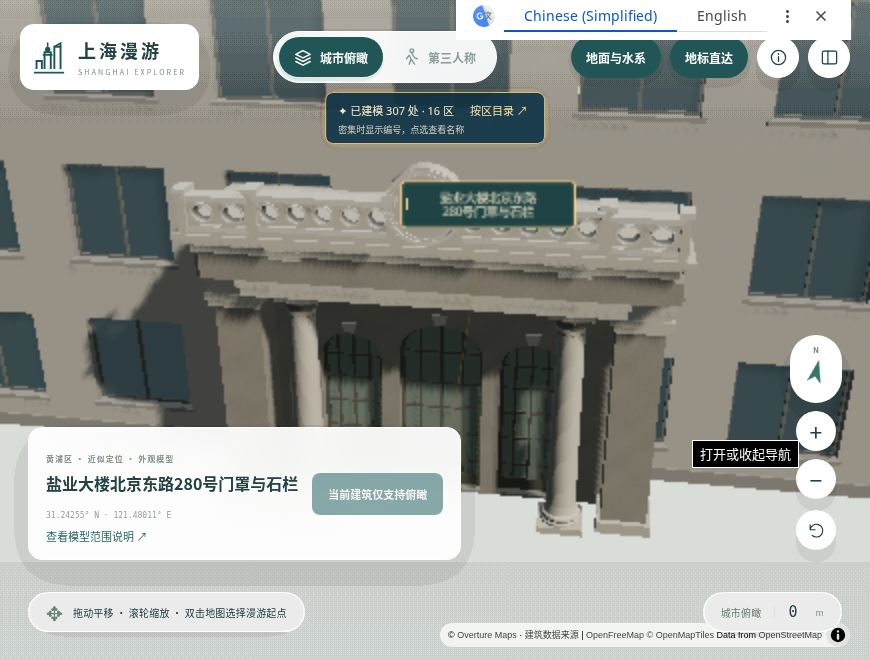 Chinese (Simplified)
English
上海漫游
SHANGHAI EXPLORER
城市俯瞰
第三人称
地面与水系
地标直达
✦ 已建模 307 处 · 16 区
按区目录 ↗
密集时显示编号，点选查看名称
盐业大楼北京东路
280号门罩与石栏
N
打开或收起导航
黄浦区 · 近似定位 · 外观模型
盐业大楼北京东路280号门罩与石栏
当前建筑仅支持俯瞰
31.24255° N · 121.48011° E
查看模型范围说明 ↗
拖动平移 · 滚轮缩放 · 双击地图选择漫游起点
城市俯瞰
0 m
© Overture Maps · 建筑数据来源 | OpenFreeMap © OpenMapTiles Data from OpenStreetMap